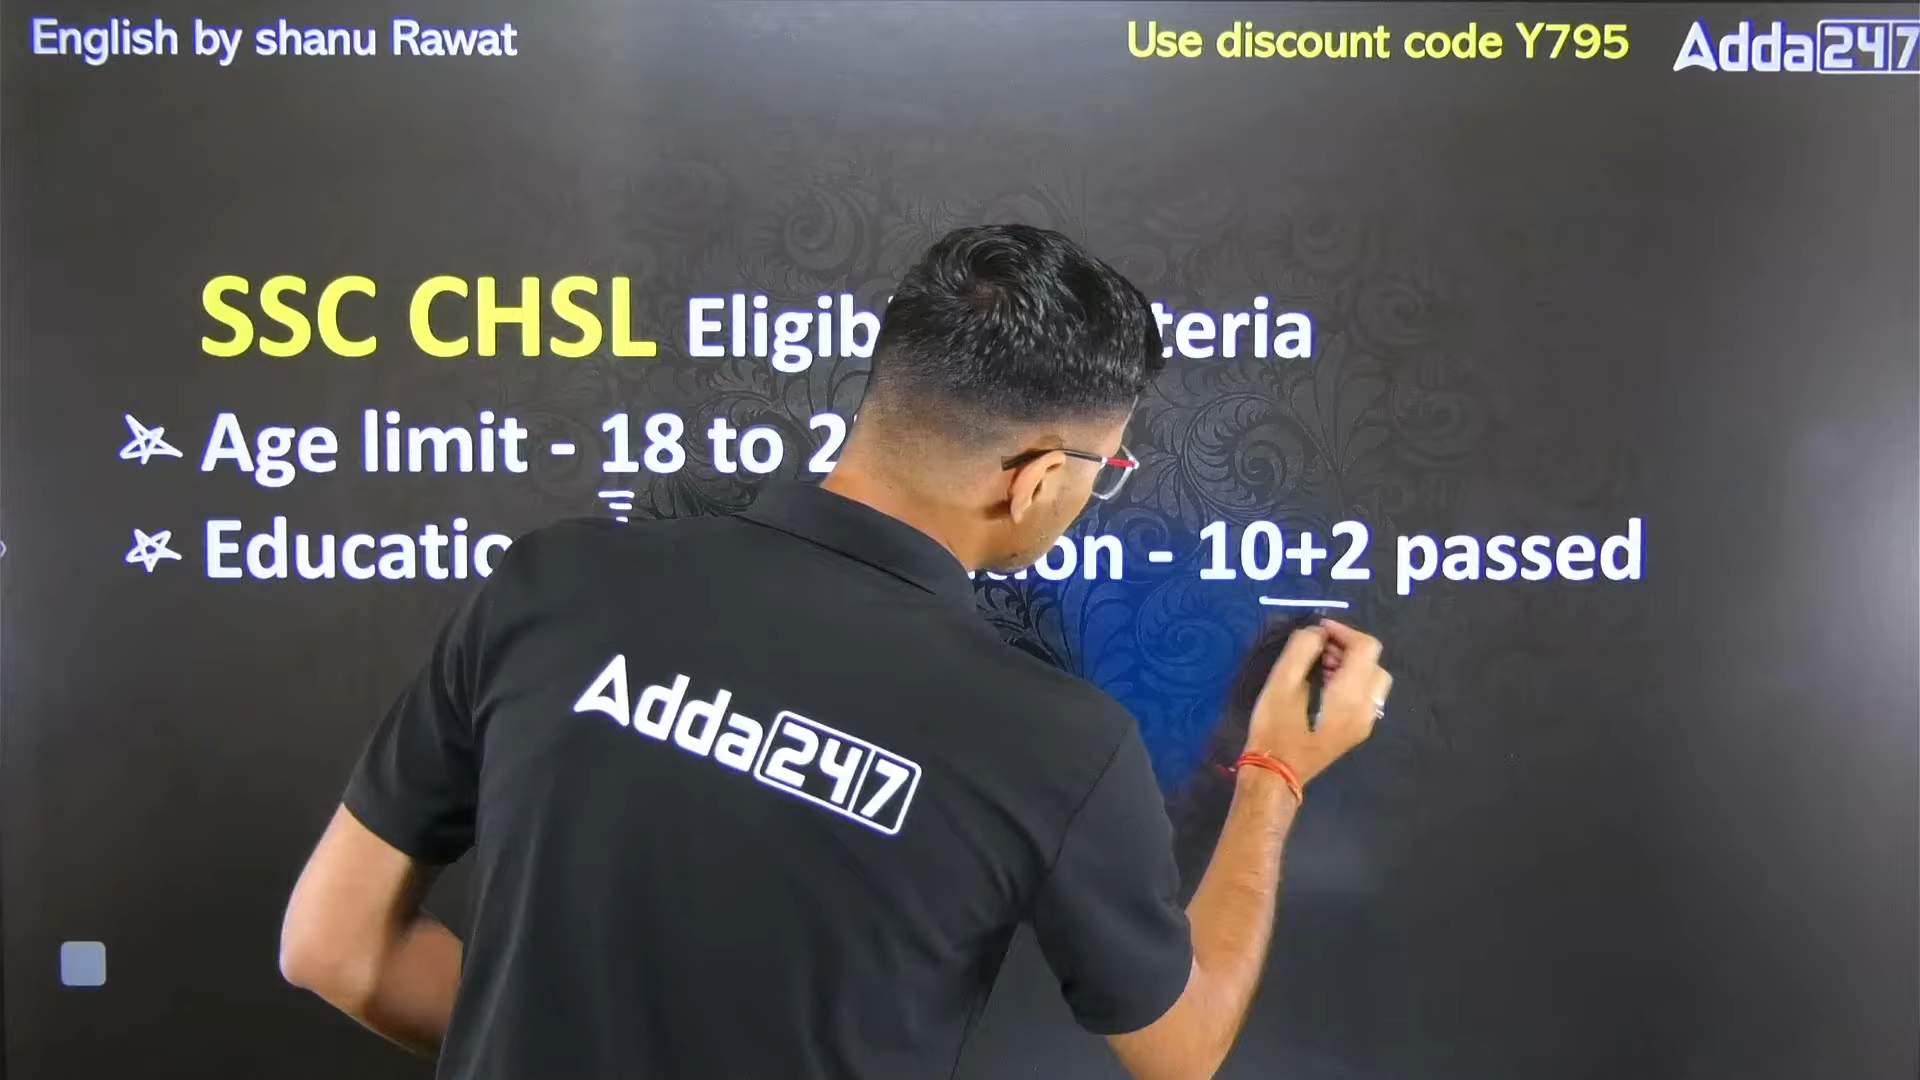 English by shanu Rawat
Use discount code Y795
Adda247
SSC CHSL Eligib teria
Age limit - 18 to 2
Educatio on - 10+2 passed
Adda247